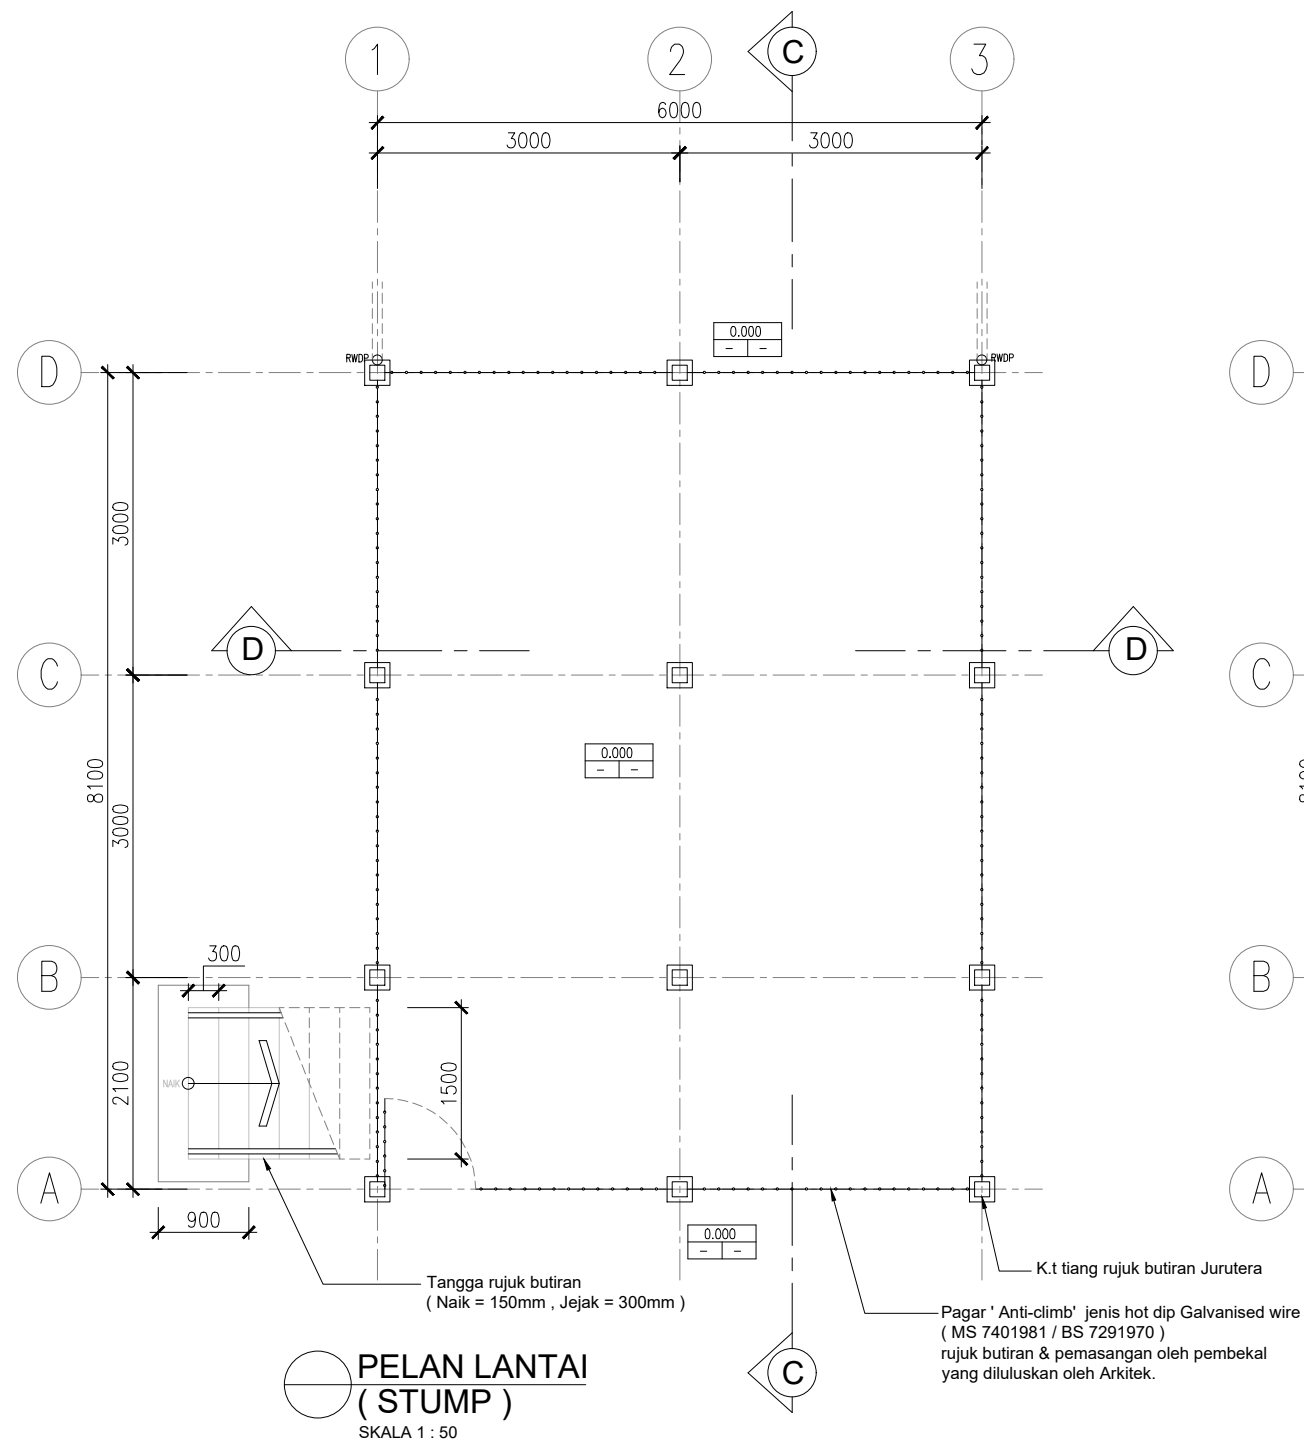 1
2
C
3
6000
3000
3000
0.000
– –
RWDP
RWDP
D
D
3000
D
D
C
C
0.000
– –
8100
3000
8100
300
B
B
NAIK
2100
1500
A
A
900
0.000
– –
Tangga rujuk butiran
( Naik = 150mm , Jejak = 300mm )
K.t tiang rujuk butiran Jurutera
Pagar ' Anti-climb' jenis hot dip Galvanised wire
( MS 7401981 / BS 7291970 )
rujuk butiran & pemasangan oleh pembekal
yang diluluskan oleh Arkitek.
C
PELAN LANTAI
( STUMP )
SKALA 1 : 50